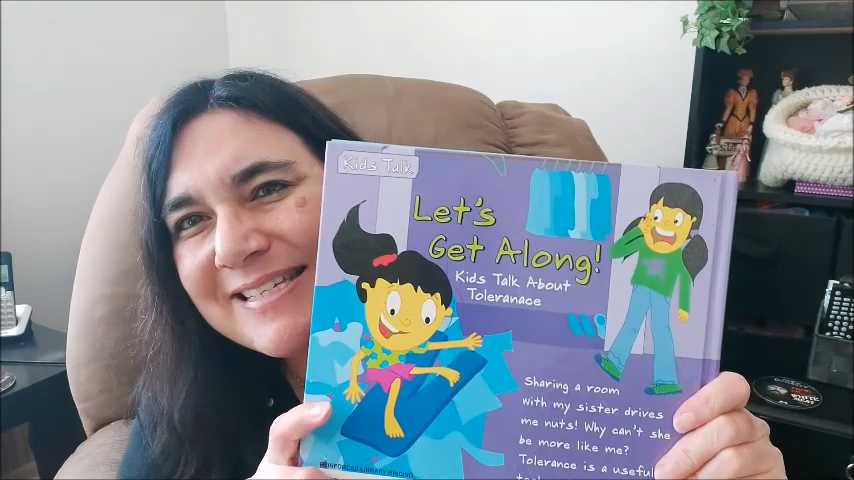 Kids Talk
Let's
Get Along!
Kids Talk About
Toleranace
Sharing a room
with my sister drives
me nuts! Why can't she
be more like me?
Tolerance is a useful
REINFORCED LIBRARY BINDING